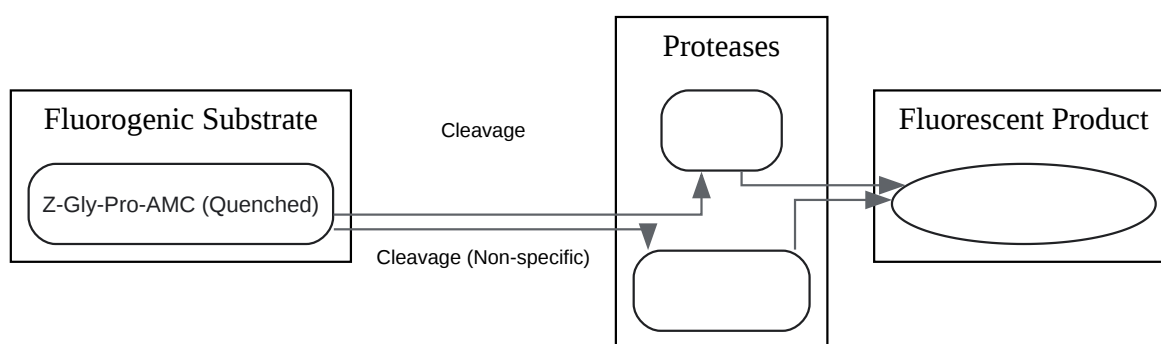 Proteases
Fluorogenic Substrate
Cleavage
Fluorescent Product
Z-Gly-Pro-AMC (Quenched)
Cleavage (Non-specific)